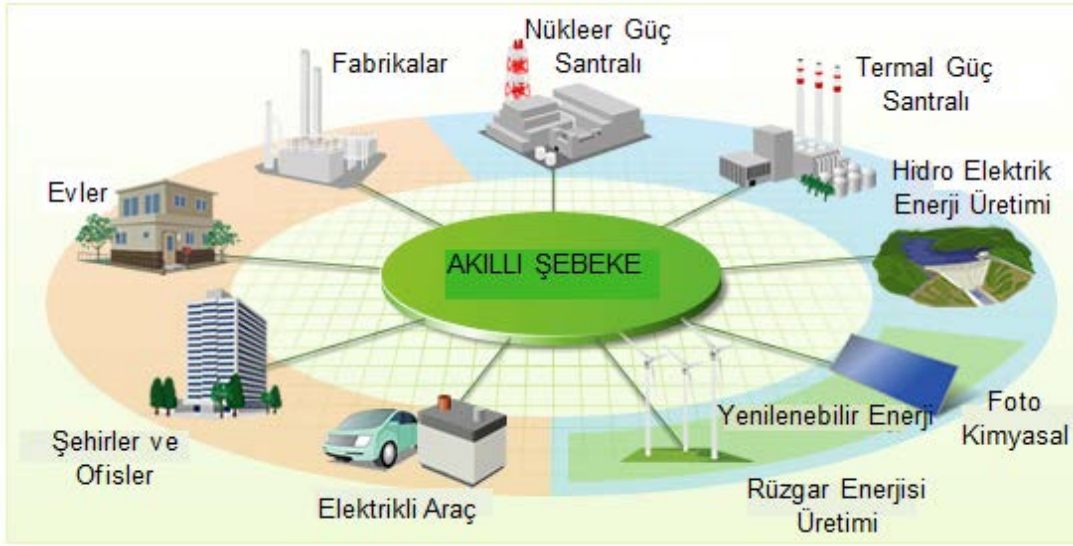 Nükleer Güç
Santralı
Fabrikalar
Termal Güç
Santralı
Hidro Elektrik
Enerji Üretimi
Evler
AKILLI ŞEBEKE
Yenilenebilir Enerji
Foto
Kimyasal
Şehirler ve
Ofisler
Elektrikli Araç
Rüzgar Enerjisi
Üretimi